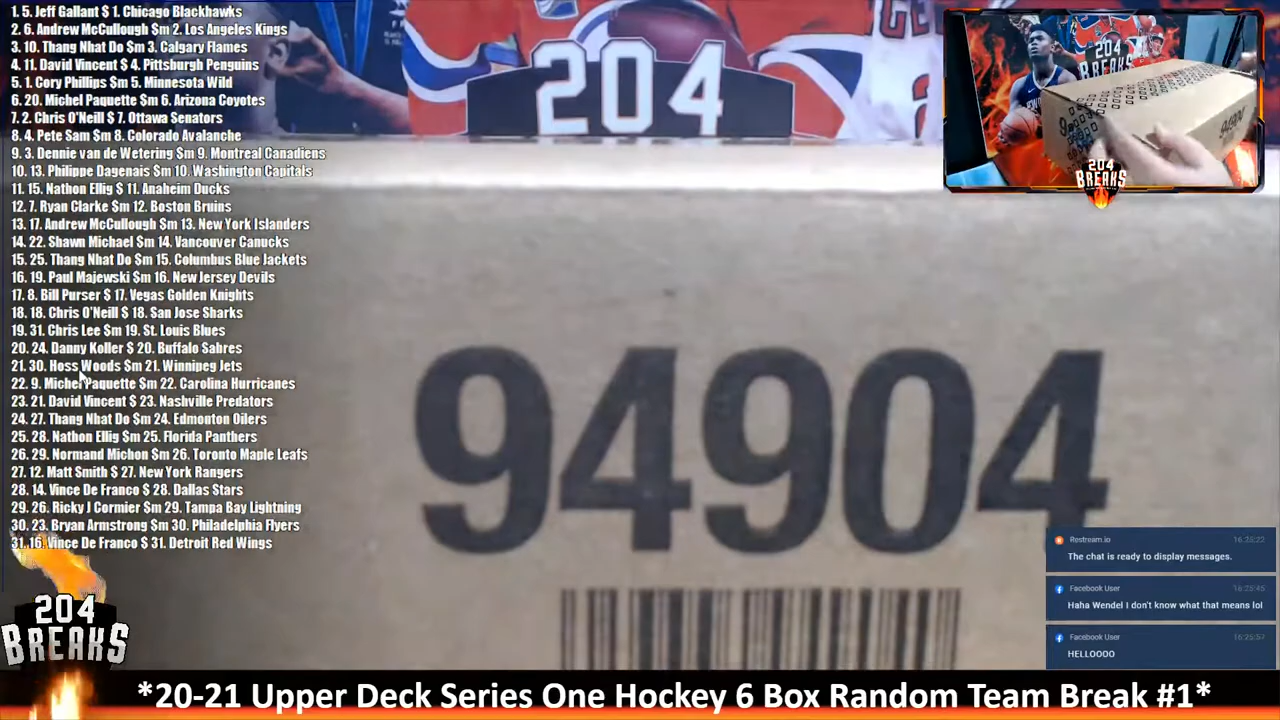 1. 5. Jeff Gallant $ 1. Chicago Blackhawks
2. 6. Andrew McCullough $m 2. Los Angeles Kings
3. 10. Thang Nhat Do $m 3. Calgary Flames
4. 11. David Vincent $ 4. Pittsburgh Penguins
5. 1. Cory Phillips $m 5. Minnesota Wild
6. 20. Michel Paquette $m 6. Arizona Coyotes
7. 2. Chris O'Neill $ 7. Ottawa Senators
8. 4. Pete Sam $m 8. Colorado Avalanche
9. 3. Dennie van de Wetering $m 9. Montreal Canadiens
10. 13. Philippe Dagenais $m 10. Washington Capitals
11. 15. Nathon Ellig $ 11. Anaheim Ducks
12. 7. Ryan Clarke $m 12. Boston Bruins
13. 17. Andrew McCullough $m 13. New York Islanders
14. 22. Shawn Michael $m 14. Vancouver Canucks
15. 25. Thang Nhat Do $m 15. Columbus Blue Jackets
16. 19. Paul Majewski $m 16. New Jersey Devils
17. 8. Bill Purser $ 17. Vegas Golden Knights
18. 18. Chris O'Neill $ 18. San Jose Sharks
19. 31. Chris Lee $m 19. St. Louis Blues
20. 24. Danny Koller $ 20. Buffalo Sabres
21. 30. Hoss Woods $m 21. Winnipeg Jets
22. 9. Michel Paquette $m 22. Carolina Hurricanes
23. 21. David Vincent $ 23. Nashville Predators
24. 27. Thang Nhat Do $m 24. Edmonton Oilers
25. 28. Nathon Ellig $m 25. Florida Panthers
26. 29. Normand Michon $m 26. Toronto Maple Leafs
27. 12. Matt Smith $ 27. New York Rangers
28. 14. Vince De Franco $ 28. Dallas Stars
29. 26. Ricky J Cormier $m 29. Tampa Bay Lightning
30. 23. Bryan Armstrong $m 30. Philadelphia Flyers
31. 16. Vince De Franco $ 31. Detroit Red Wings
204
204
BREAKS
94904
204
BREAKS
94904
Restream.io 16:25:22
The chat is ready to display messages.
Facebook User 16:25:45
Haha Wendel I don't know what that means lol
Facebook User 16:25:57
HELLOOOO
204
BREAKS
*20-21 Upper Deck Series One Hockey 6 Box Random Team Break #1*